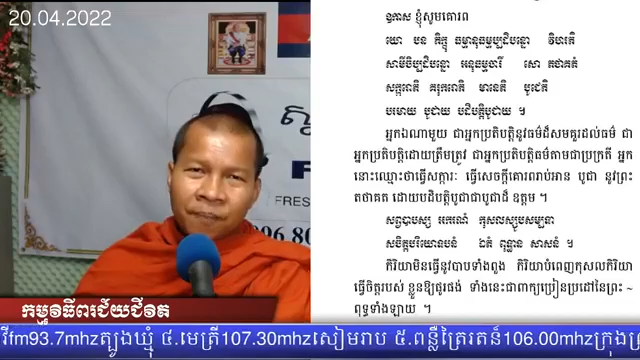 20.04.2022
ឧកាស ខ្ញុំសូមគោរព
យោ បន ភិក្ខុ ធម្មានុធម្មប្បដិបន្នោ វិហរតិ
សាមីចិប្បដិបន្នោ អនុធម្មចារី សោ តថាគតំ
សក្ករោតិ គរុករោតិ មានេតិ បូជេតិ
បរមាយ បូជាយ បដិបត្តិបូជាយ ។
អ្នកឯណាមួយ ជាអ្នកប្រតិបត្តិនូវធម៌ដ៏សមគួរដល់ធម៌ ជា
អ្នកប្រតិបត្តិដោយត្រឹមត្រូវ ជាអ្នកប្រតិបត្តិធម៌តាមជាប្រក្រតី អ្នក
នោះឈ្មោះថាធ្វើសក្ការៈ ធ្វើសេចក្តីគោរពរាប់អាន បូជា នូវព្រះ
តថាគត ដោយបដិបត្តិបូជាជាបូជាដ៏ ឧត្តម ។
សព្វបាបស្ស អករណំ កុសលស្សូបសម្បទា
សចិត្តបរិយោទបនំ ឯតំ ពុទ្ធាន សាសនំ ។
កិរិយាមិនធ្វើនូវបាបទាំងពួង កិរិយាបំពេញកុសលកិរិយា
ធ្វើចិត្តរបស់ ខ្លួនឱ្យផូរផង់ ទាំងនេះជាពាក្យប្រៀនប្រដៅនៃព្រះ
ពុទ្ធទាំងឡាយ ។
FRES
កម្មវិធីពរជ័យជីវិត
វីfm93.7mhzត្បូងឃ្មុំ ៤.មេត្រី107.30mhzសៀមរាប ៥.ពន្លឺត្រៃរតន៍106.00mhzក្រុង